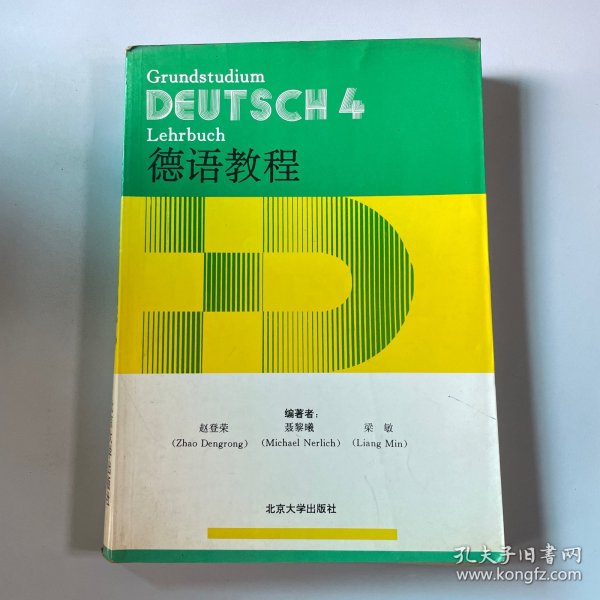 Grundstudium
DEUTSCH 4
Lehrbuch
德语教程
编著者：
赵登荣 聂黎曦 梁 敏
(Zhao Dengrong) (Michael Nerlich) (Liang Min)
北京大学出版社
孔夫子旧书网
www.kongfz.com